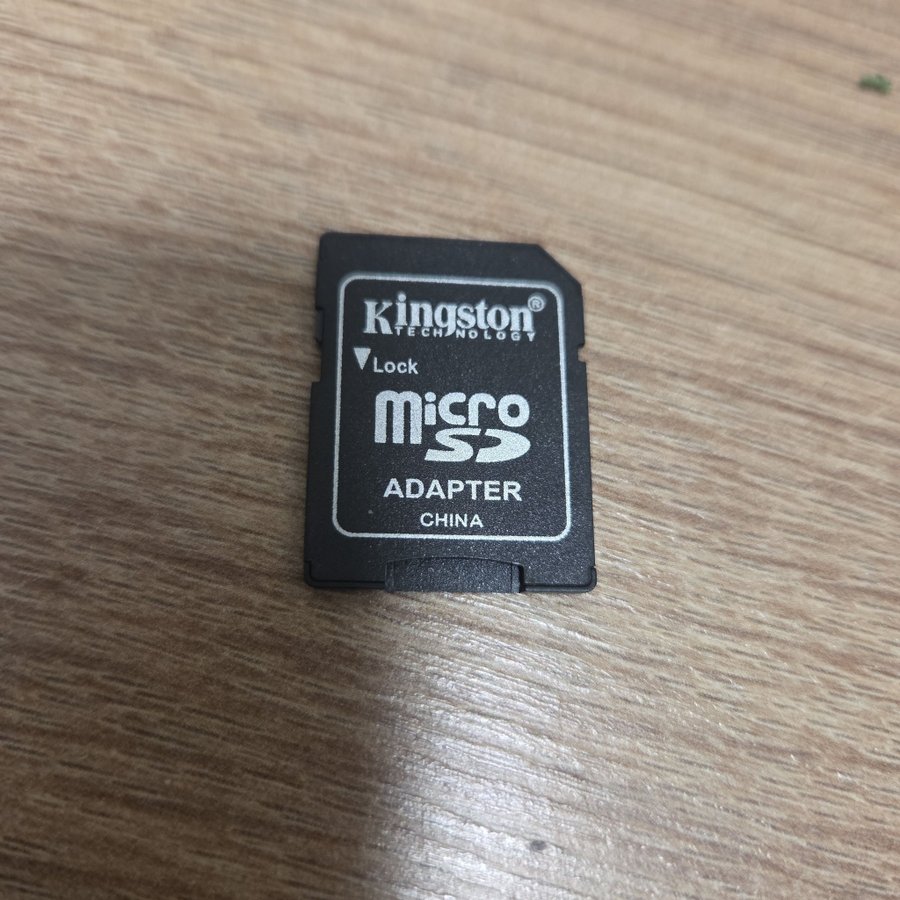 Kingston®
TECHNOLOGY
▼Lock
micro
SD
ADAPTER
CHINA